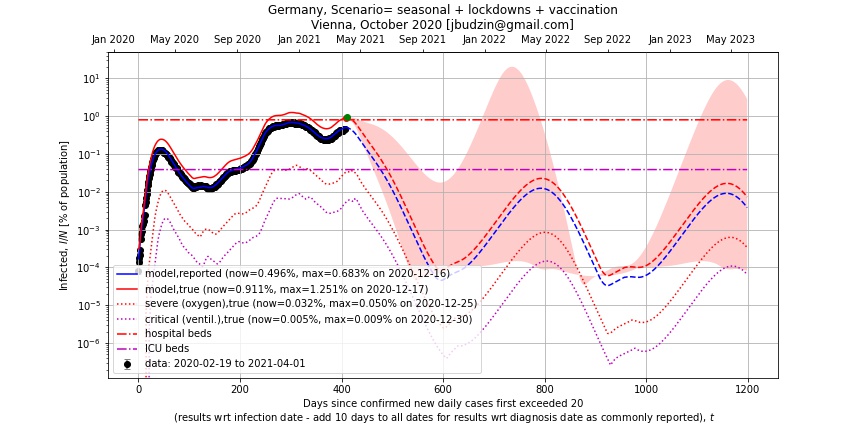 Germany, Scenario= seasonal + lockdowns + vaccination
Vienna, October 2020 [jbudzin@gmail.com]
Jan 2020 May 2020 Sep 2020 Jan 2021 May 2021 Sep 2021 Jan 2022 May 2022 Sep 2022 Jan 2023 May 2023
10¹
10⁰
10⁻¹
10⁻²
10⁻³
10⁻⁴
10⁻⁵
10⁻⁶
Infected, I/N [% of population]
model,reported (now=0.496%, max=0.683% on 2020-12-16)
model,true (now=0.911%, max=1.251% on 2020-12-17)
severe (oxygen),true (now=0.032%, max=0.050% on 2020-12-25)
critical (ventil.),true (now=0.005%, max=0.009% on 2020-12-30)
hospital beds
ICU beds
data: 2020-02-19 to 2021-04-01
0 200 400 600 800 1000 1200
Days since confirmed new daily cases first exceeded 20
(results wrt infection date - add 10 days to all dates for results wrt diagnosis date as commonly reported), t